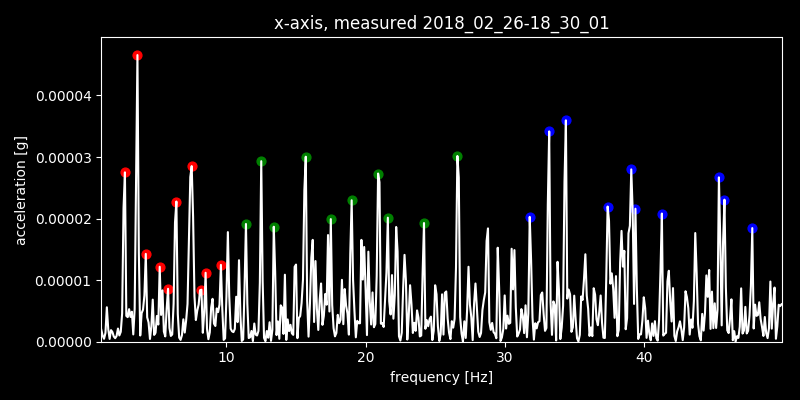 x-axis, measured 2018_02_26-18_30_01
acceleration [g]
0.00004
0.00003
0.00002
0.00001
0.00000
10 20 30 40
frequency [Hz]